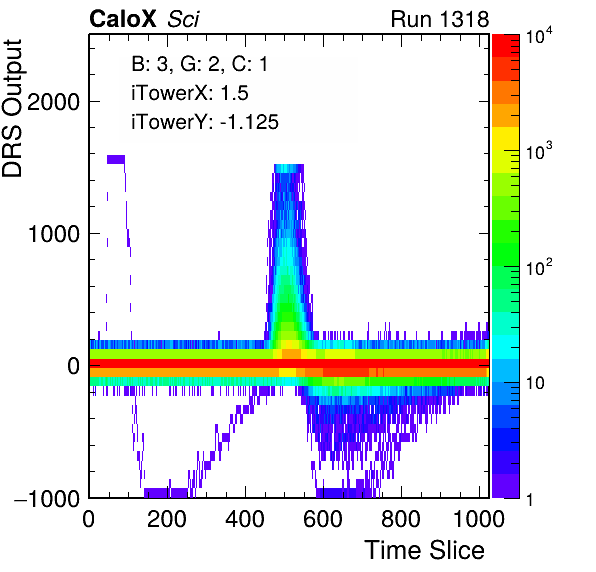 CaloX Sci Run 1318
B: 3, G: 2, C: 1
iTowerX: 1.5
iTowerY: -1.125
DRS Output
2000
1000
0
−1000
0 200 400 600 800 1000
Time Slice
10^4
10^3
10^2
10
1